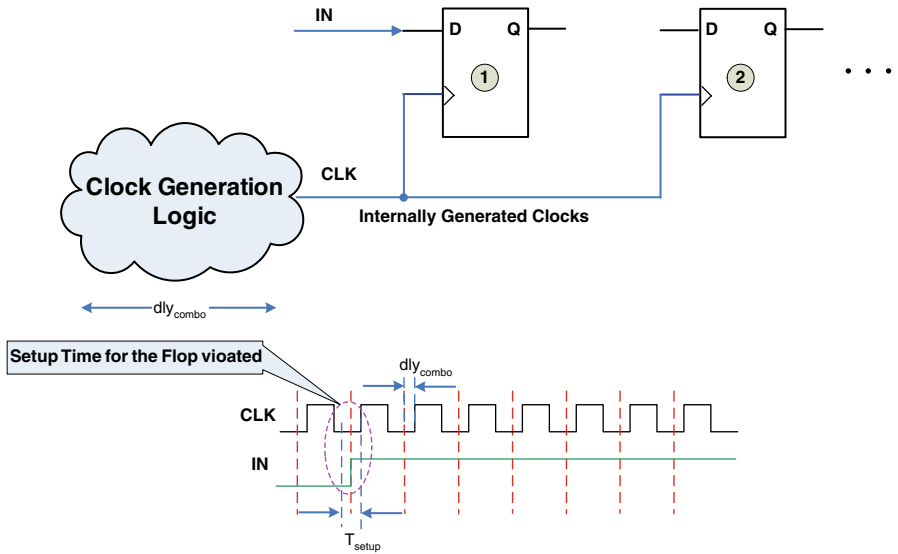 IN
D Q
1
D Q
2
. . .
CLK
Clock Generation
Logic
Internally Generated Clocks
dlycombo
Setup Time for the Flop vioated
dlycombo
CLK
IN
Tsetup